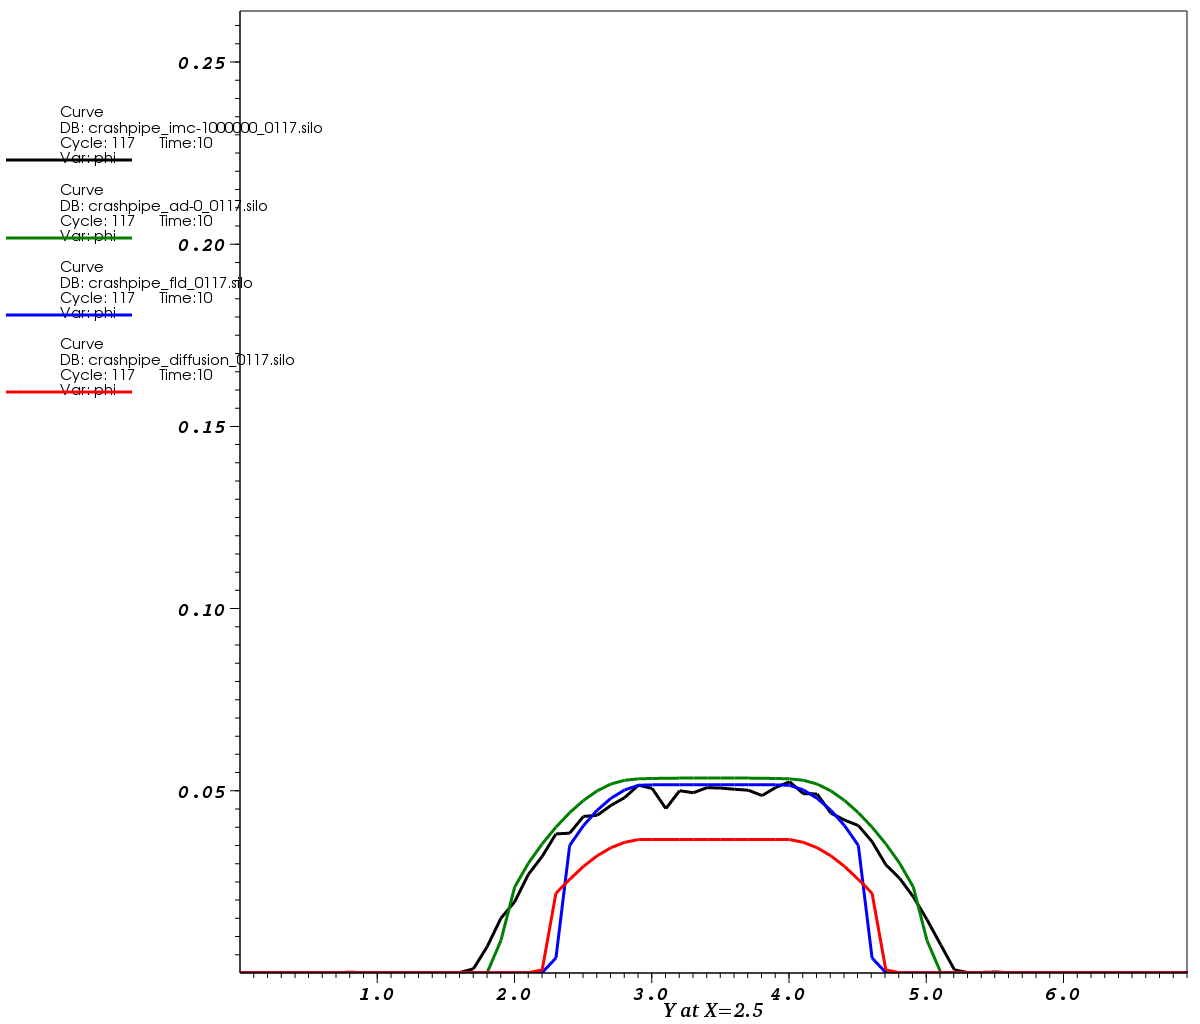 0.25
Curve
DB: crashpipe_imc-1000000_0117.silo
Cycle: 117 Time:10
Var: phi
Curve
DB: crashpipe_ad-0_0117.silo
Cycle: 117 Time:10
Var: phi
0.20
Curve
DB: crashpipe_fld_0117.silo
Cycle: 117 Time:10
Var: phi
Curve
DB: crashpipe_diffusion_0117.silo
Cycle: 117 Time:10
Var: phi
0.15
0.10
0.05
1.0 2.0 3.0 4.0 5.0 6.0
Y at X=2.5